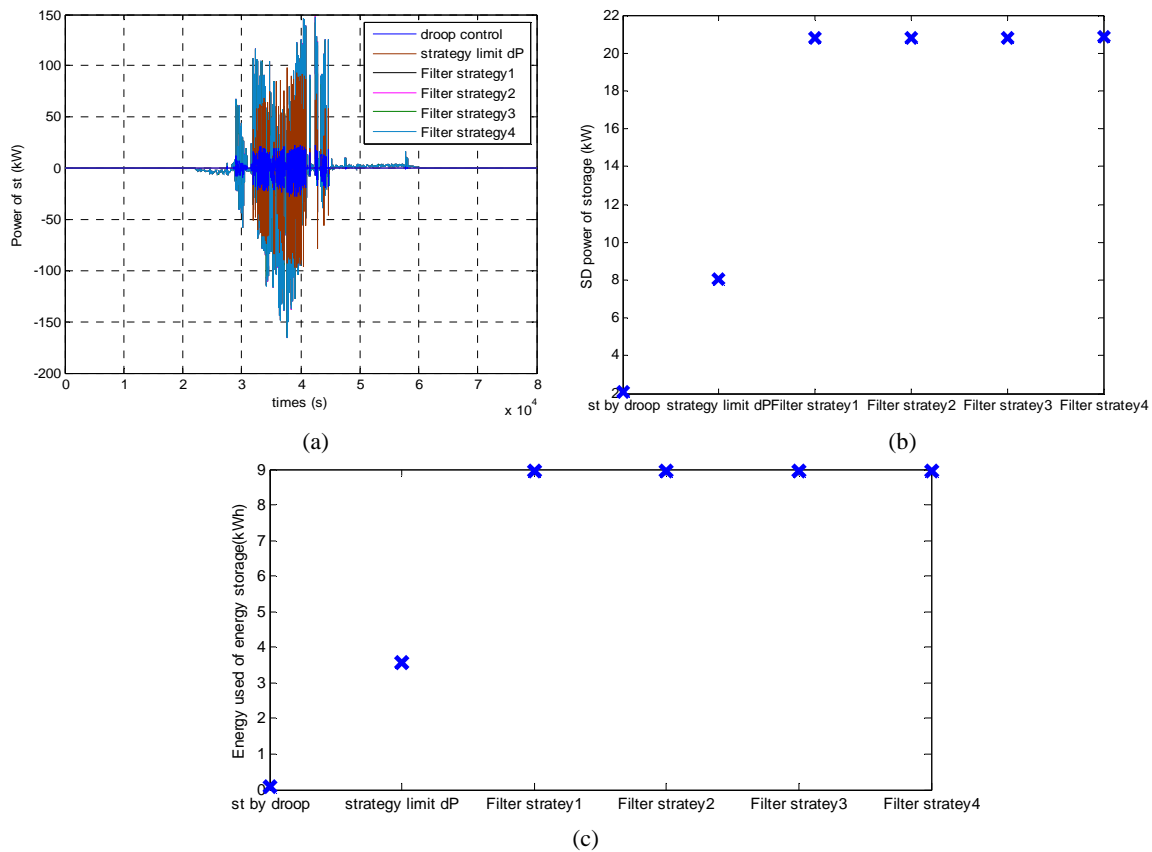 150
100
50
0
-50
-100
-150
-200
Power of st (kW)
droop control
strategy limit dP
Filter strategy1
Filter strategy2
Filter strategy3
Filter strategy4
0 1 2 3 4 5 6 7 8
times (s)
x 10^4
(a)
22
20
18
16
14
12
10
8
6
4
2
SD power of storage (kW)
st by droop strategy limit dP Filter stratey1 Filter stratey2 Filter stratey3 Filter stratey4
(b)
9
8
7
6
5
4
3
2
1
0
Energy used of energy storage(kWh)
st by droop strategy limit dP Filter stratey1 Filter stratey2 Filter stratey3 Filter stratey4
(c)